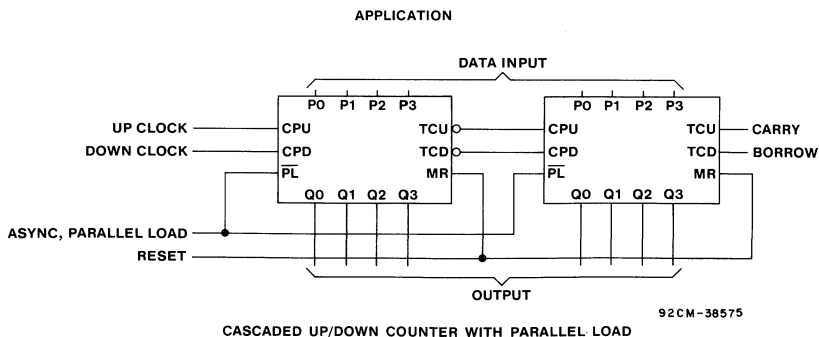 APPLICATION
DATA INPUT
P0 P1 P2 P3
P0 P1 P2 P3
UP CLOCK
CPU
TCU
CPU
TCU
CARRY
DOWN CLOCK
CPD
TCD
CPD
TCD
BORROW
PL
MR
PL
MR
Q0 Q1 Q2 Q3
Q0 Q1 Q2 Q3
ASYNC, PARALLEL LOAD
RESET
OUTPUT
92CM-38575
CASCADED UP/DOWN COUNTER WITH PARALLEL LOAD